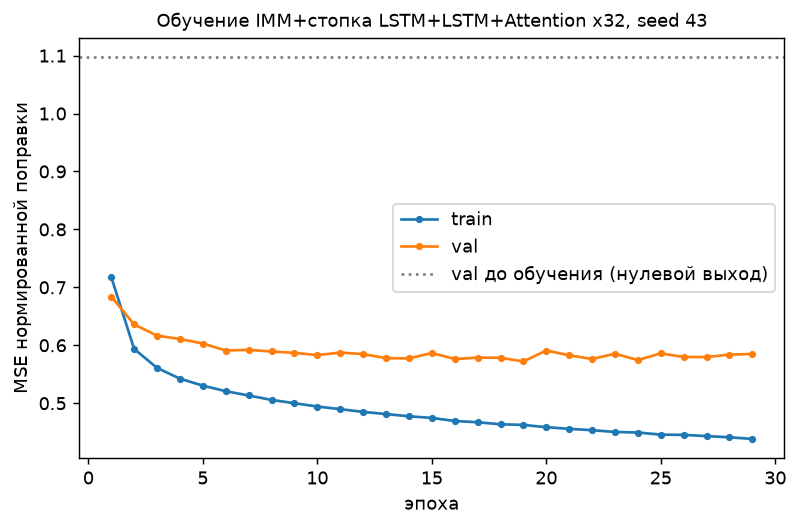 Обучение IMM+стопка LSTM+LSTM+Attention x32, seed 43
MSE нормированной поправки
1.1
1.0
0.9
0.8
0.7
0.6
0.5
train
val
val до обучения (нулевой выход)
0
5
10
15
20
25
30
эпоха